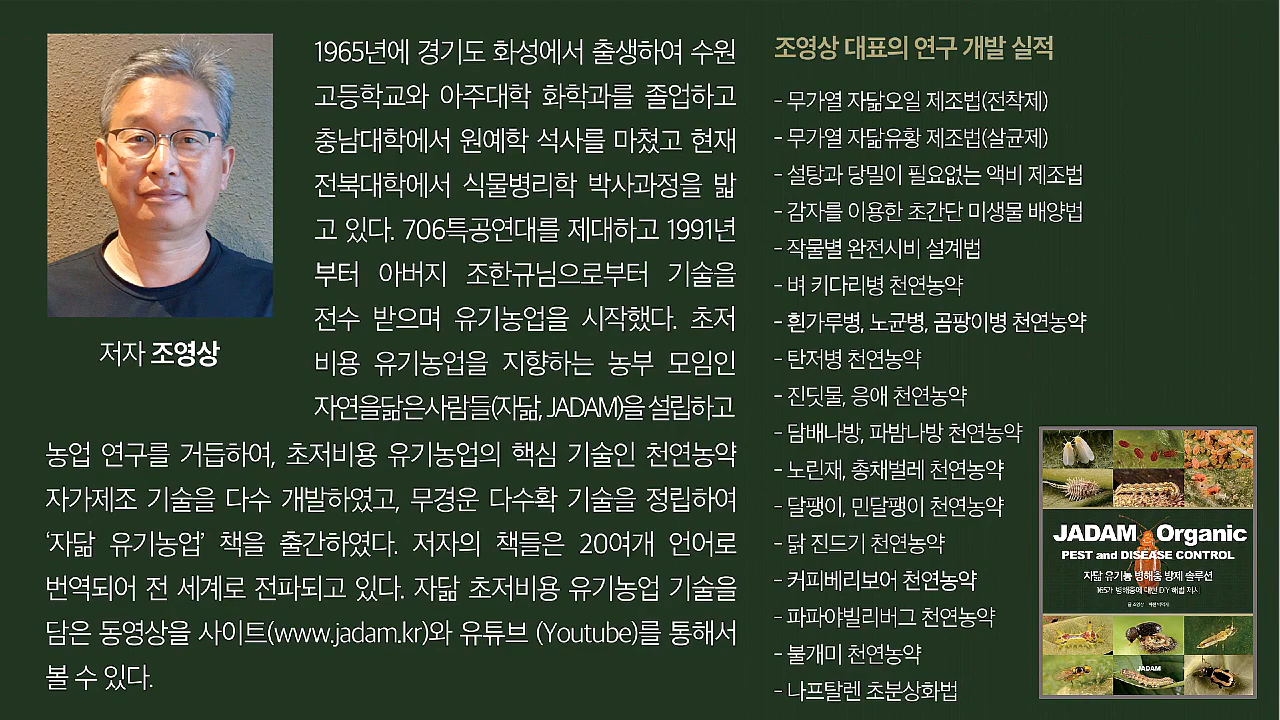 1965년에 경기도 화성에서 출생하여 수원
고등학교와 아주대학 화학과를 졸업하고
충남대학에서 원예학 석사를 마쳤고 현재
전북대학에서 식물병리학 박사과정을 밟
고 있다. 706특공연대를 제대하고 1991년
부터 아버지 조한규님으로부터 기술을
전수 받으며 유기농업을 시작했다. 초저
비용 유기농업을 지향하는 농부 모임인
자연을닮은사람들(자닮, JADAM)을 설립하고
농업 연구를 거듭하여, 초저비용 유기농업의 핵심 기술인 천연농약
자가제조 기술을 다수 개발하였고, 무경운 다수확 기술을 정립하여
‘자닮 유기농업’ 책을 출간하였다. 저자의 책들은 20여개 언어로
번역되어 전 세계로 전파되고 있다. 자닮 초저비용 유기농업 기술을
담은 동영상을 사이트(www.jadam.kr)와 유튜브 (Youtube)를 통해서
볼 수 있다.
저자 조영상
조영상 대표의 연구 개발 실적
- 무가열 자닮오일 제조법(전착제)
- 무가열 자닮유황 제조법(살균제)
- 설탕과 당밀이 필요없는 액비 제조법
- 감자를 이용한 초간단 미생물 배양법
- 작물별 완전시비 설계법
- 벼 키다리병 천연농약
- 흰가루병, 노균병, 곰팡이병 천연농약
- 탄저병 천연농약
- 진딧물, 응애 천연농약
- 담배나방, 파밤나방 천연농약
- 노린재, 총채벌레 천연농약
- 달팽이, 민달팽이 천연농약
- 닭 진드기 천연농약
- 커피베리보어 천연농약
- 파파야밀리버그 천연농약
- 불개미 천연농약
- 나프탈렌 초분상화법
JADAM Organic
PEST and DISEASE CONTROL
자닮 유기농 병해충 방제 솔루션
165개 병해충에 대한 DIY 해법 제시
JADAM